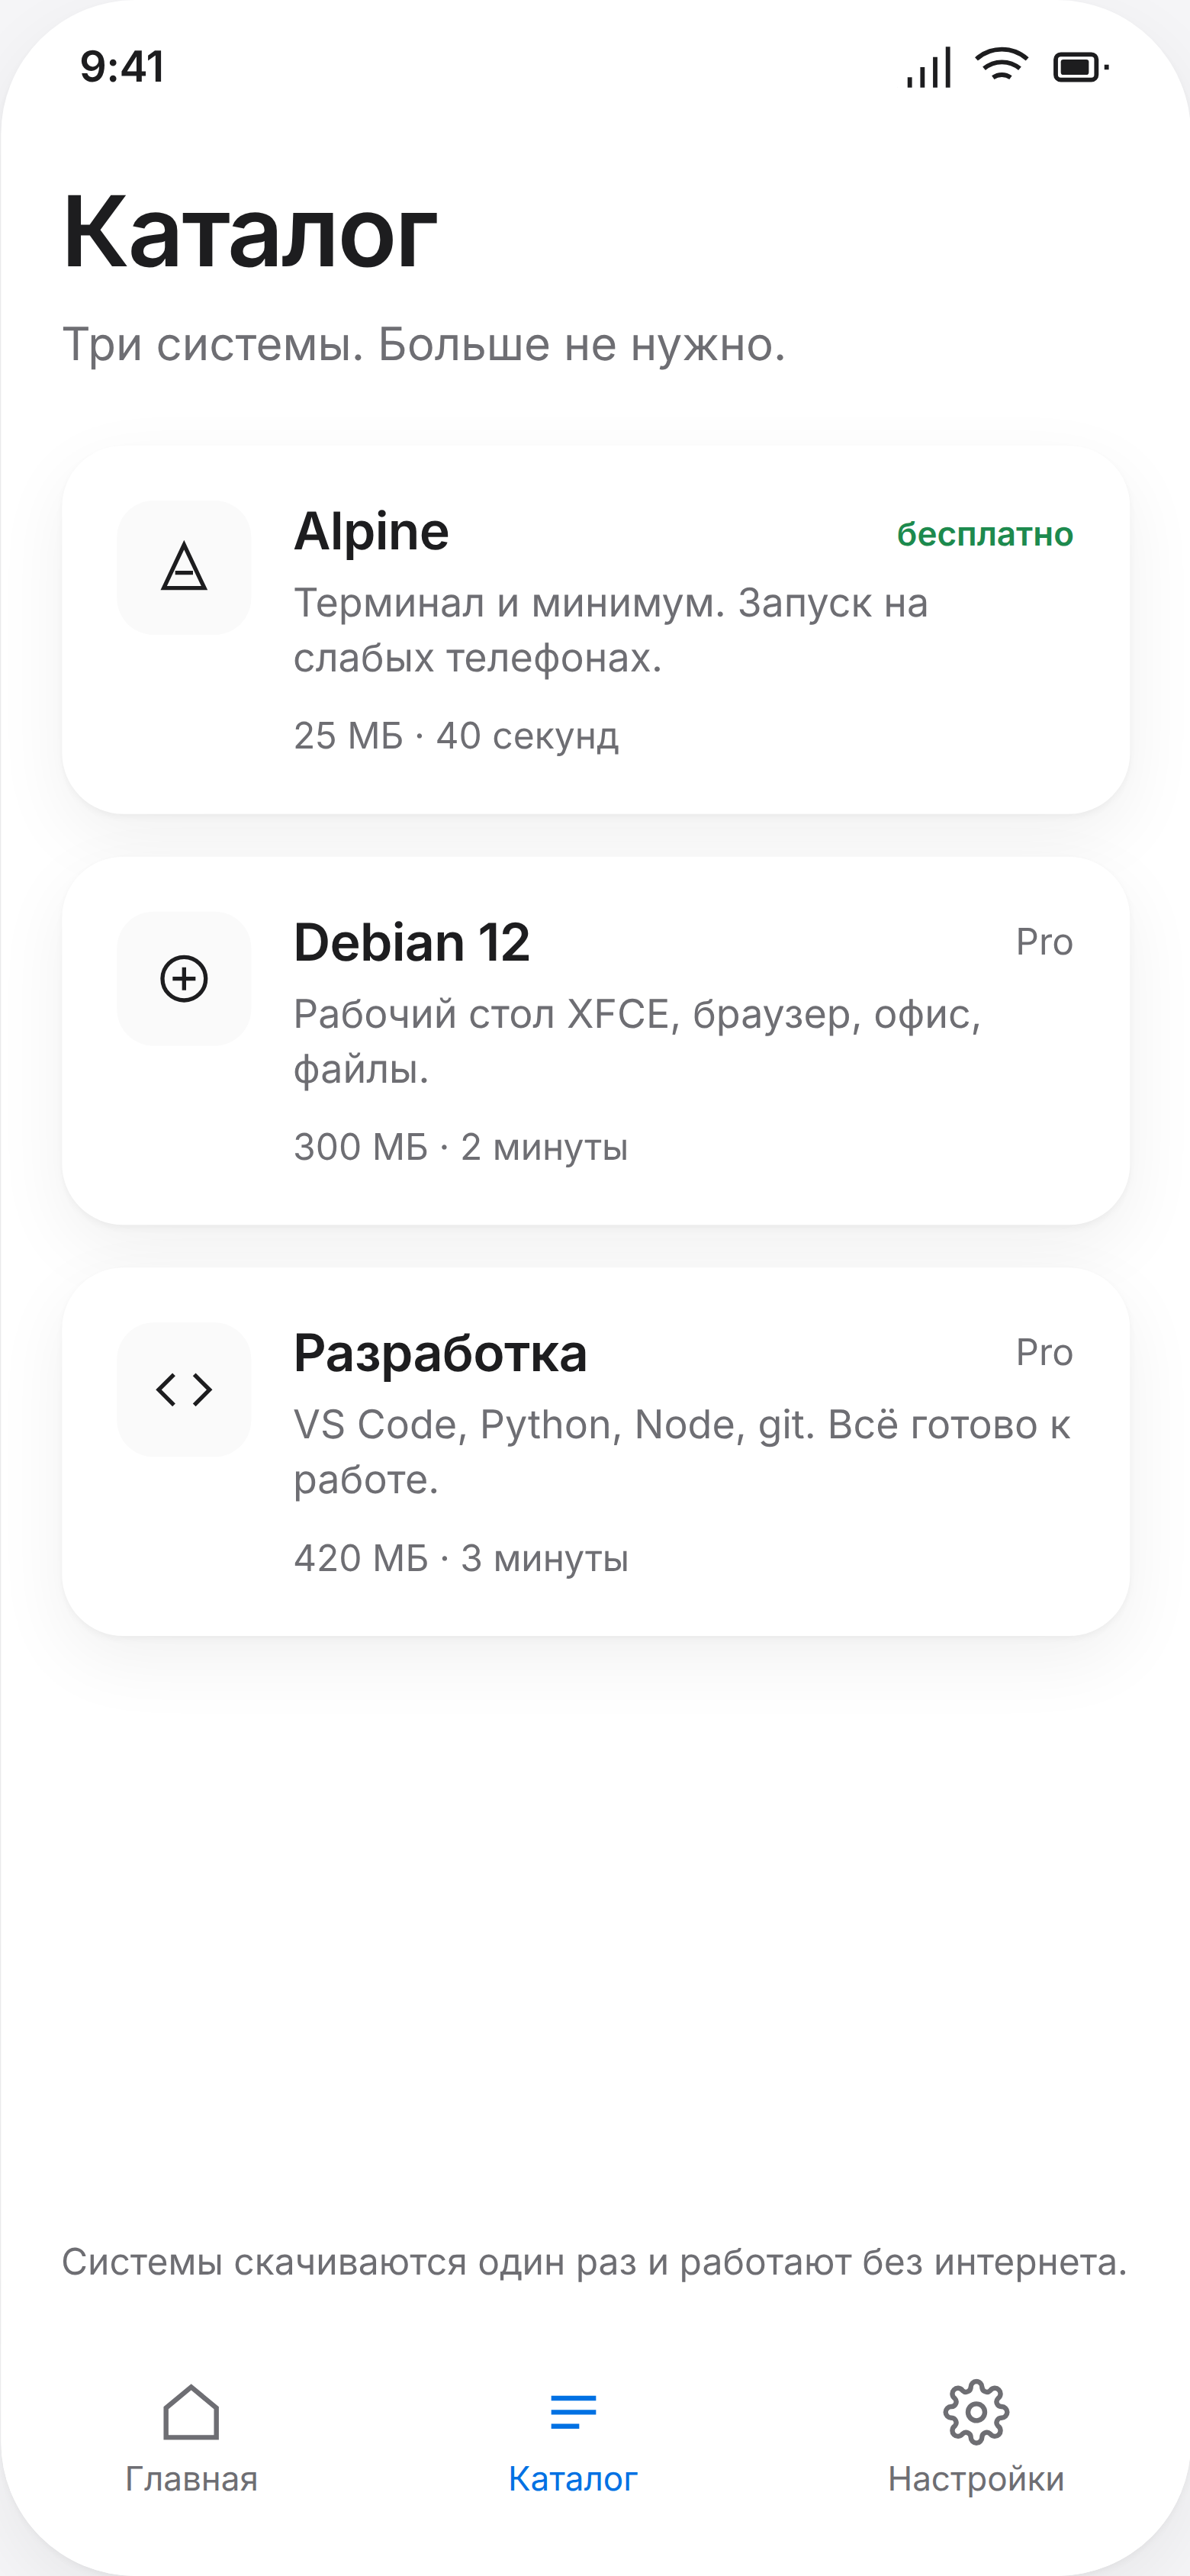 9:41
Каталог
Три системы. Больше не нужно.
Alpine
бесплатно
Терминал и минимум. Запуск на
слабых телефонах.
25 МБ · 40 секунд
Debian 12
Pro
Рабочий стол XFCE, браузер, офис,
файлы.
300 МБ · 2 минуты
Разработка
Pro
VS Code, Python, Node, git. Всё готово к
работе.
420 МБ · 3 минуты
Системы скачиваются один раз и работают без интернета.
Главная
Каталог
Настройки